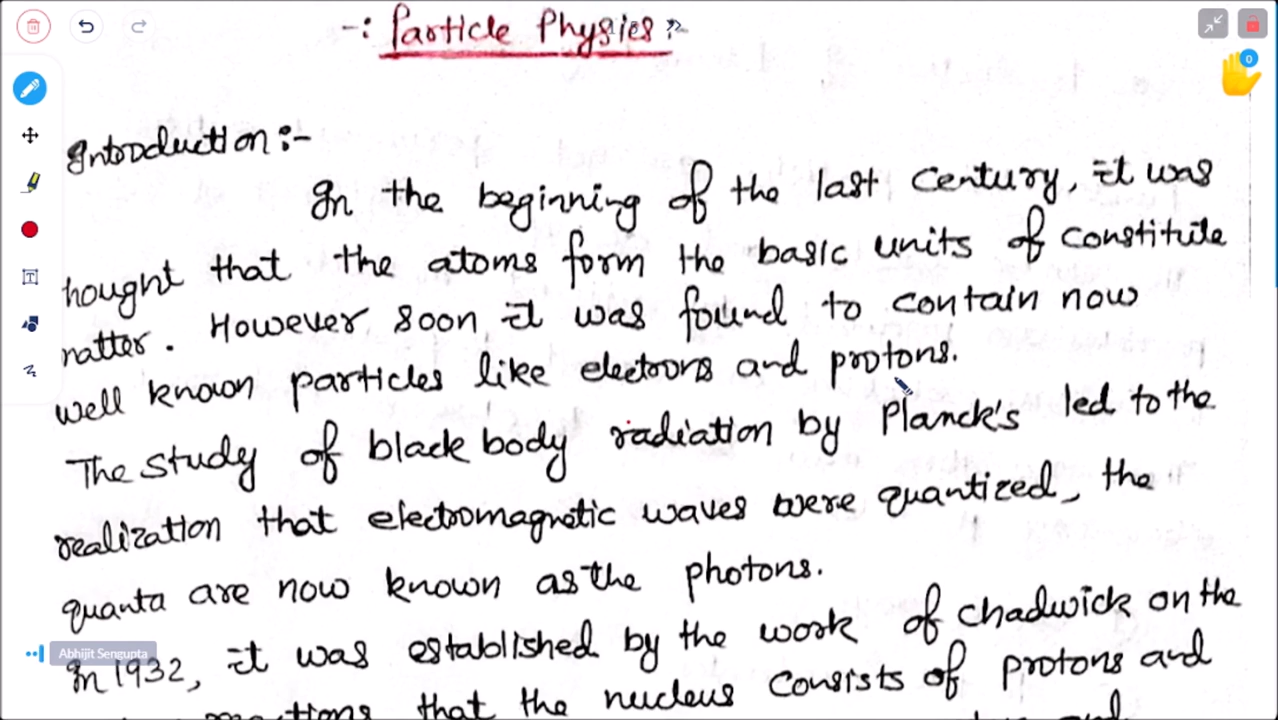 -: Particle Physics :-
Introduction :-
In the beginning of the last century, it was
hought that the atoms form the basic units of constitute
matter. However soon it was found to contain now
well known particles like electrons and protons.
The study of black body radiation by Planck's led to the
realization that electromagnetic waves were quantized, the
quanta are now known as the photons.
In 1932, it was established by the work of chadwick on the
that the nucleus consists of protons and
Abhijit Sengupta
0